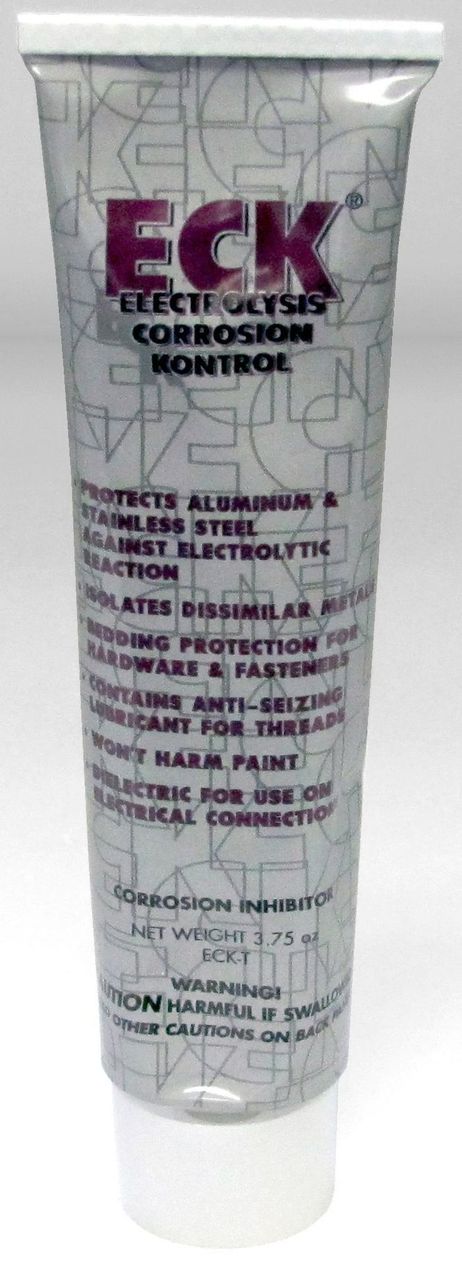 ECK®
ELECTROLYSIS
CORROSION
KONTROL
• PROTECTS ALUMINUM &
STAINLESS STEEL
AGAINST ELECTROLYTIC
REACTION
• ISOLATES DISSIMILAR METALS
• BEDDING PROTECTION FOR
HARDWARE & FASTENERS
• CONTAINS ANTI-SEIZING
LUBRICANT FOR THREADS
• WON'T HARM PAINT
• DIELECTRIC FOR USE ON
ELECTRICAL CONNECTION
CORROSION INHIBITOR
NET WEIGHT 3.75 oz
ECK-T
WARNING!
CAUTION HARMFUL IF SWALLOWED
OTHER CAUTIONS ON BACK